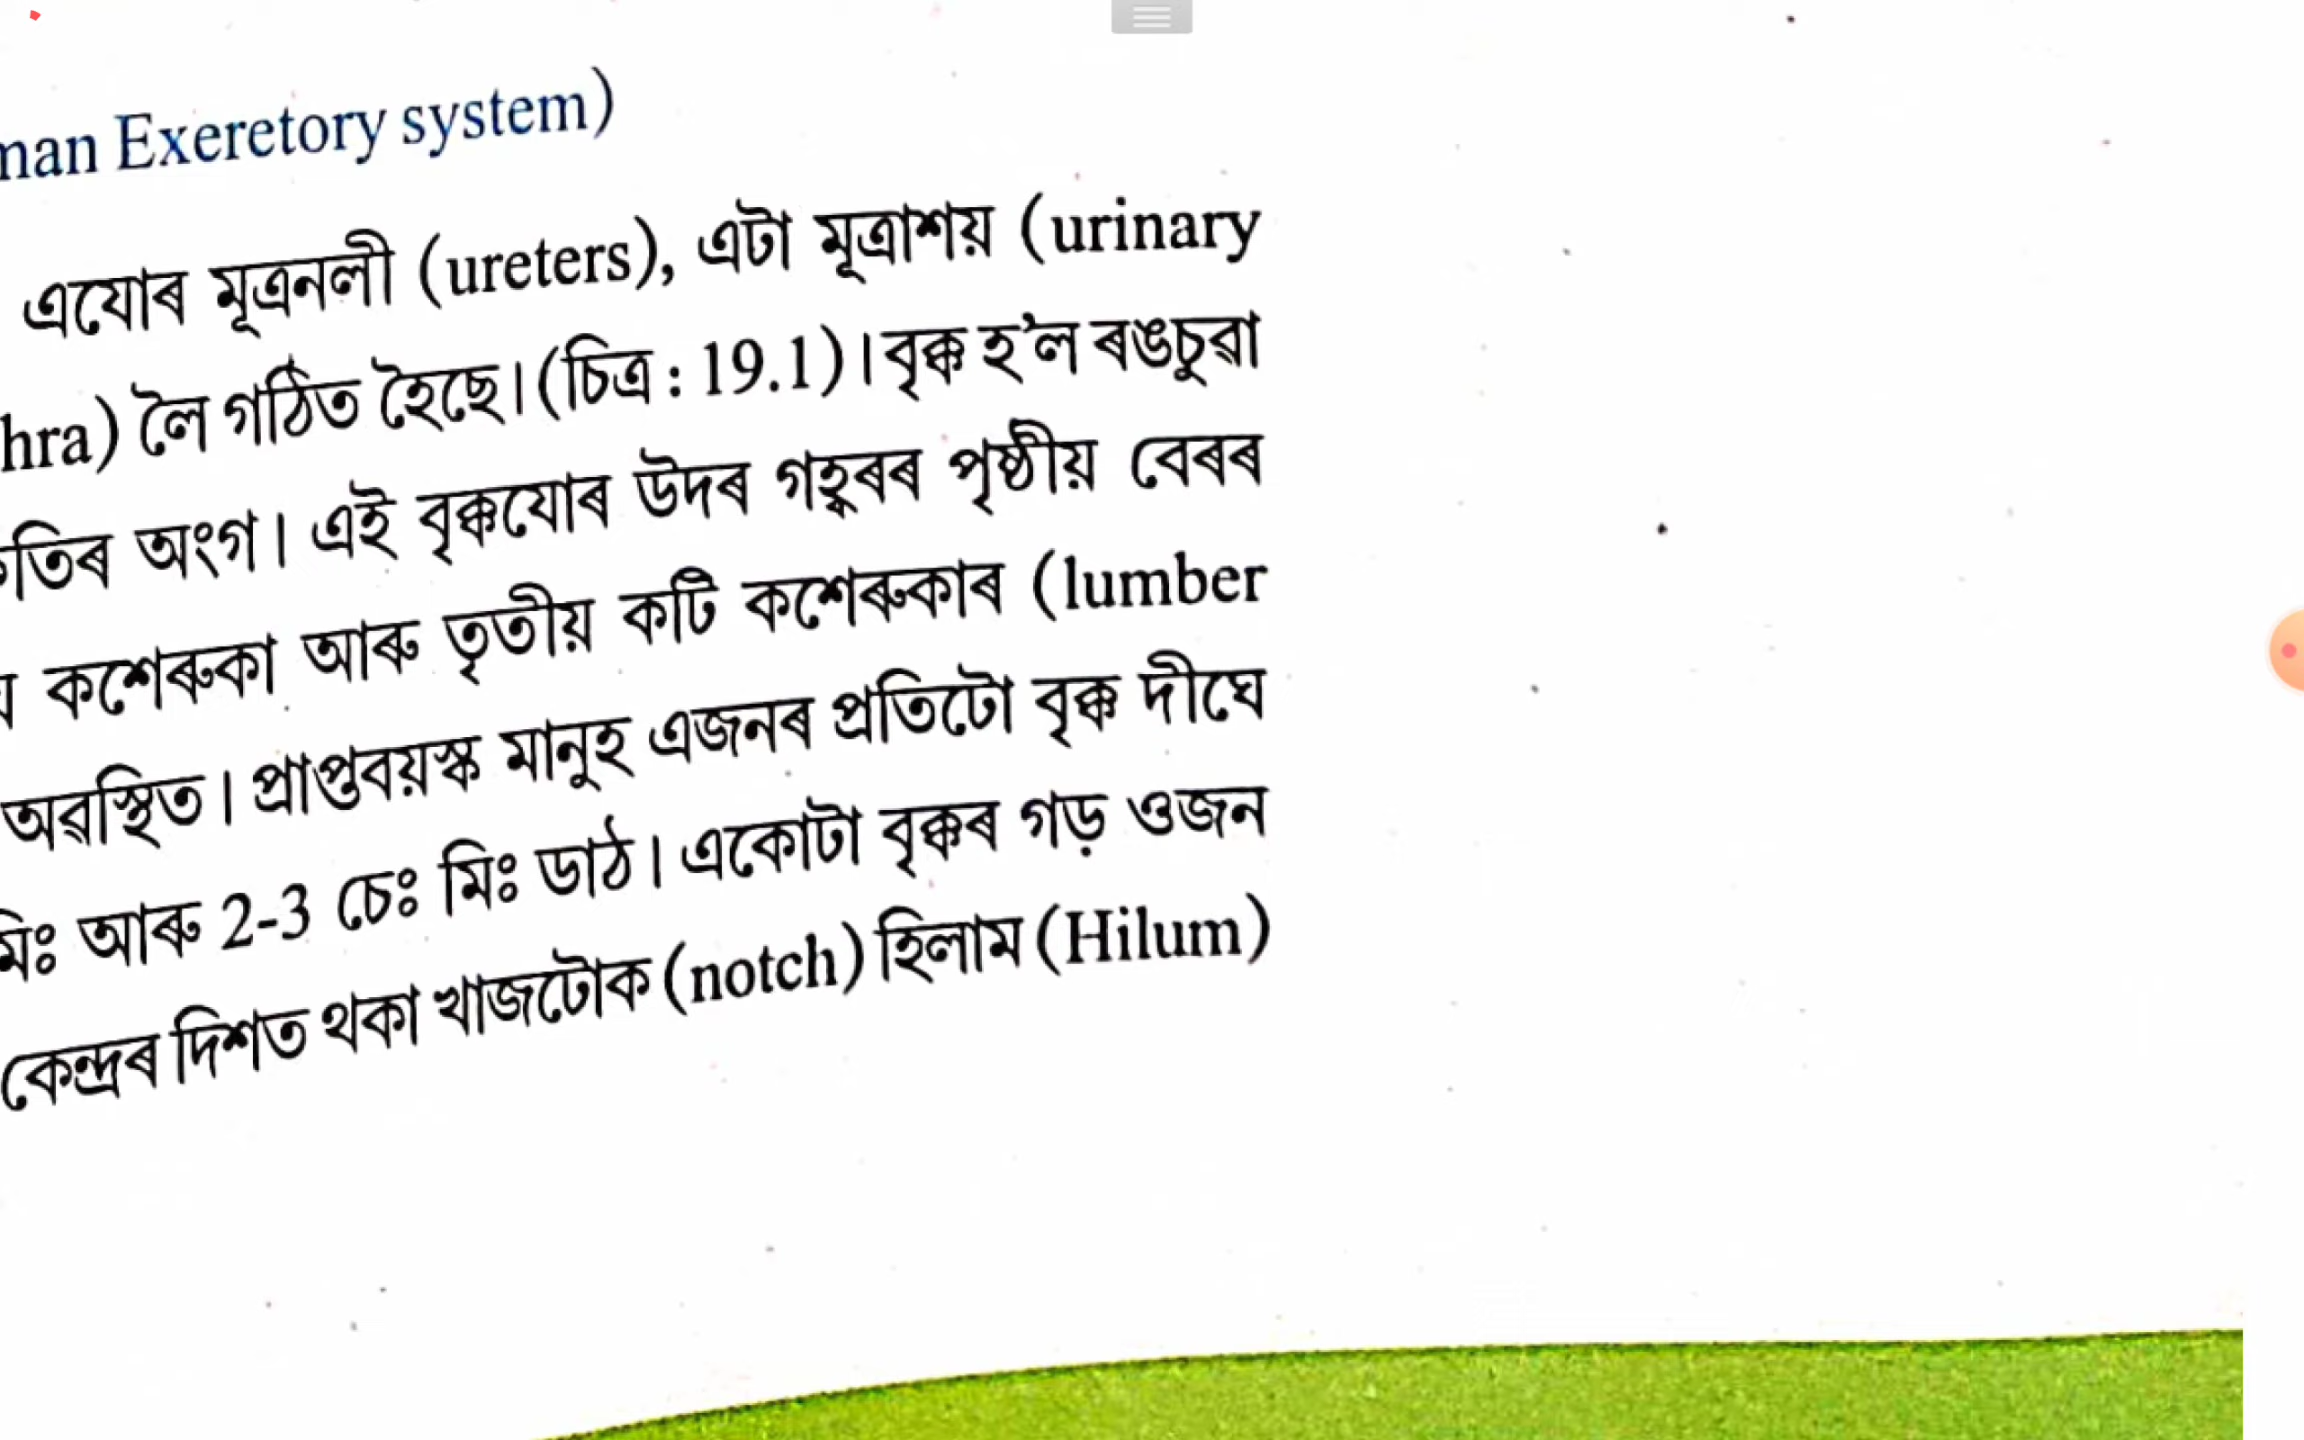 man Exeretory system)
এযোৰ মূত্ৰনলী (ureters), এটা মূত্ৰাশয় (urinary
hra) লৈ গঠিত হৈছে। (চিত্ৰ : 19.1)। বৃক্ক হ’ল ৰঙচুৱা
তিৰ অংগ। এই বৃক্কযোৰ উদৰ গহ্বৰৰ পৃষ্ঠীয় বেৰৰ
কশেৰুকা আৰু তৃতীয় কটি কশেৰুকাৰ (lumber
অৱস্থিত। প্ৰাপ্তবয়স্ক মানুহ এজনৰ প্ৰতিটো বৃক্ক দীঘে
মিঃ আৰু 2-3 চেঃ মিঃ ডাঠ। একোটা বৃক্কৰ গড় ওজন
কেন্দ্ৰৰ দিশত থকা খাজটোক (notch) হিলাম (Hilum)